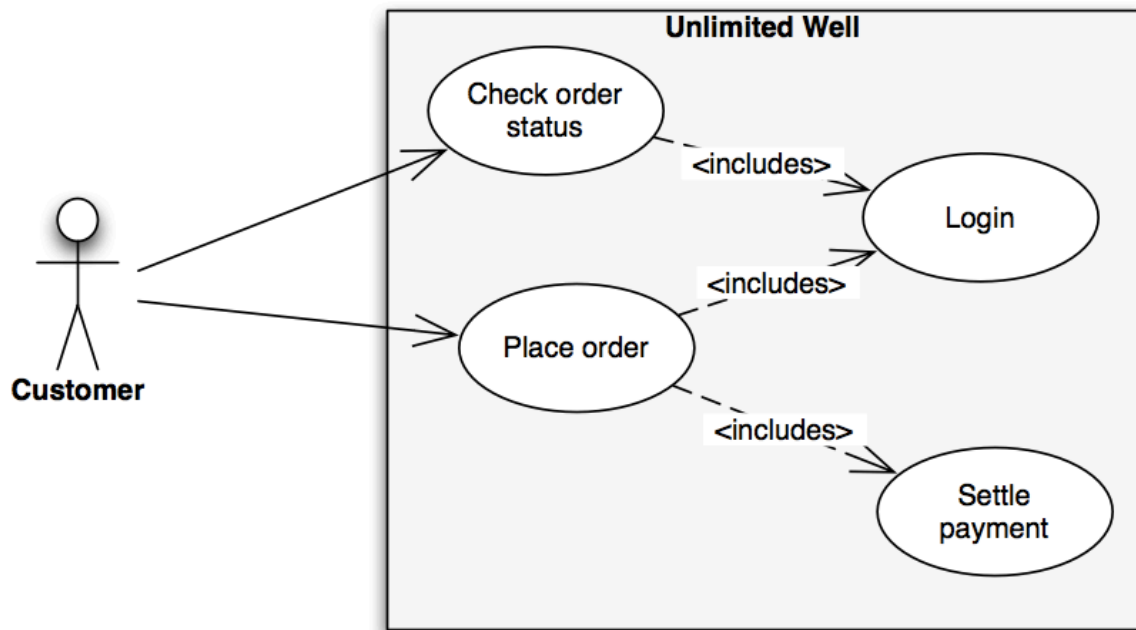 Unlimited Well
Check order
status
<includes>
Login
<includes>
Place order
Customer
<includes>
Settle
payment